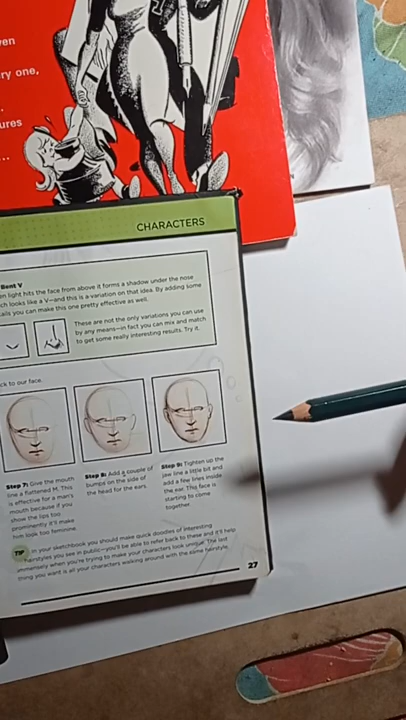 ry one,
ures
...
CHARACTERS
Bent V
en light hits the face from above it forms a shadow under the nose
ch looks like a V—and this is a variation on that idea. By adding some
tails you can make this one pretty effective as well.
These are not the only variations you can use
by any means—in fact you can mix and match
to get some really interesting results. Try it.
ck to our face.
Step 7: Give the mouth
line a flattened M. This
is effective for a man's
mouth because if you
show the lips too
prominently it'll make
him look too feminine.
Step 8: Add a couple of
bumps on the side of
the head for the ears.
Step 9: Tighten up the
jaw line a little bit and
add a few lines inside
the ear. The face is
starting to come
together.
TIP In your sketchbook you should make quick doodles of interesting
hairstyles you see in public—you'll be able to refer back to these and it'll help
immensely when you're trying to make your characters look unique. The last
thing you want is all your characters walking around with the same hairstyle.
27